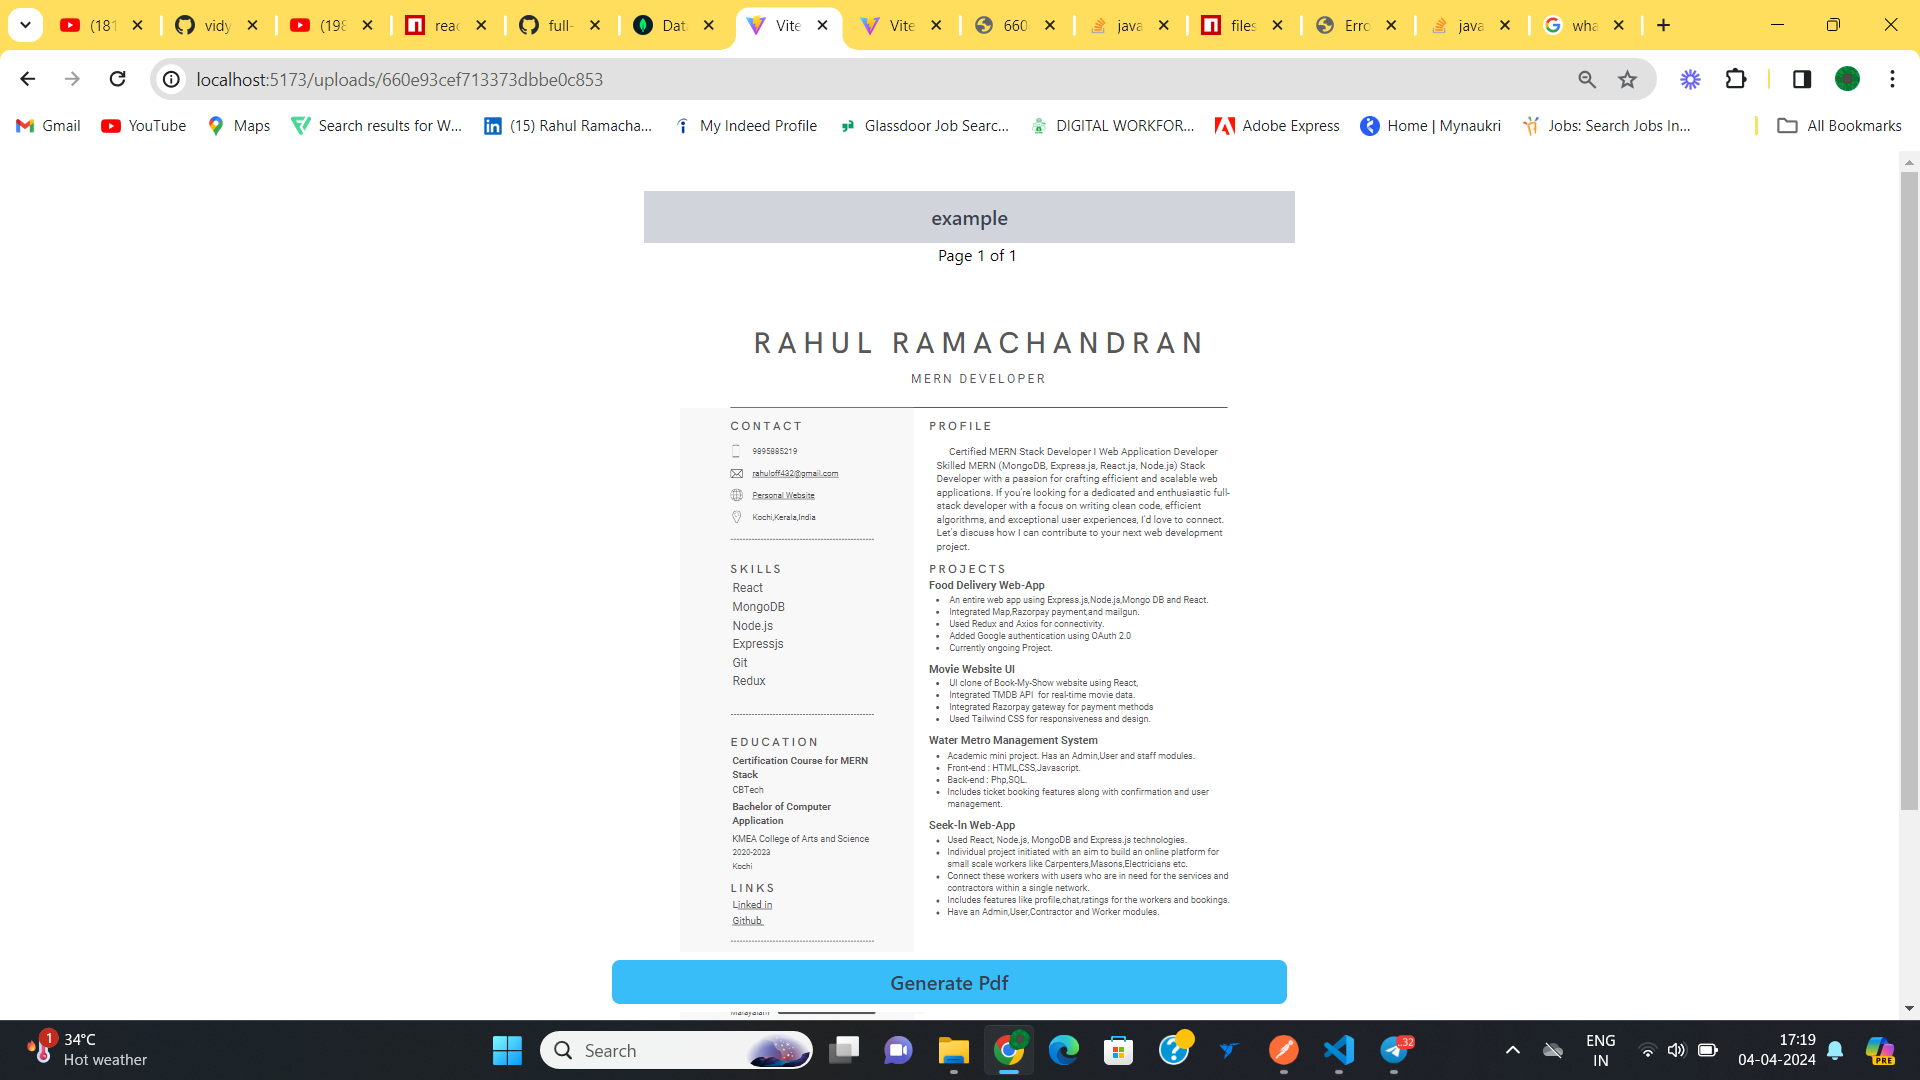 (181
vidy
(198
reac
full-
Data
Vite
Vite
660
java
files
Erro
java
wha
localhost:5173/uploads/660e93cef713373dbbe0c853
Gmail
YouTube
Maps
Search results for W...
(15) Rahul Ramacha...
My Indeed Profile
Glassdoor Job Searc...
DIGITAL WORKFOR...
Adobe Express
Home | Mynaukri
Jobs: Search Jobs In...
All Bookmarks
example
Page 1 of 1
RAHUL RAMACHANDRAN
MERN DEVELOPER
CONTACT
9895885219
rahuloff432@gmail.com
Personal Website
Kochi,Kerala,India
SKILLS
React
MongoDB
Node.js
Expressjs
Git
Redux
EDUCATION
Certification Course for MERN
Stack
CBTech
Bachelor of Computer
Application
KMEA College of Arts and Science
2020-2023
Kochi
LINKS
Linked in
Github
PROFILE
Certified MERN Stack Developer I Web Application Developer
Skilled MERN (MongoDB, Express.js, React.js, Node.js) Stack
Developer with a passion for crafting efficient and scalable web
applications. If you're looking for a dedicated and enthusiastic full-
stack developer with a focus on writing clean code, efficient
algorithms, and exceptional user experiences, I'd love to connect.
Let's discuss how I can contribute to your next web development
project.
PROJECTS
Food Delivery Web-App
• An entire web app using Express.js,Node.js,Mongo DB and React.
• Integrated Map,Razorpay payment,and mailgun.
• Used Redux and Axios for connectivity.
• Added Google authentication using OAuth 2.0
• Currently ongoing Project.
Movie Website UI
• UI clone of Book-My-Show website using React,
• Integrated TMDB API for real-time movie data.
• Integrated Razorpay gateway for payment methods
• Used Tailwind CSS for responsiveness and design.
Water Metro Management System
• Academic mini project. Has an Admin,User and staff modules.
• Front-end : HTML,CSS,Javascript.
• Back-end : Php,SQL.
• Includes ticket booking features along with confirmation and user
management.
Seek-In Web-App
• Used React, Node.js, MongoDB and Express.js technologies.
• Individual project initiated with an aim to build an online platform for
small scale workers like Carpenters,Masons,Electricians etc.
• Connect these workers with users who are in need for the services and
contractors within a single network.
• Includes features like profile,chat,ratings for the workers and bookings.
• Have an Admin,User,Contractor and Worker modules.
Generate Pdf
Malayalam
1
34°C
Hot weather
Search
.32
ENG
IN
17:19
04-04-2024
PRE